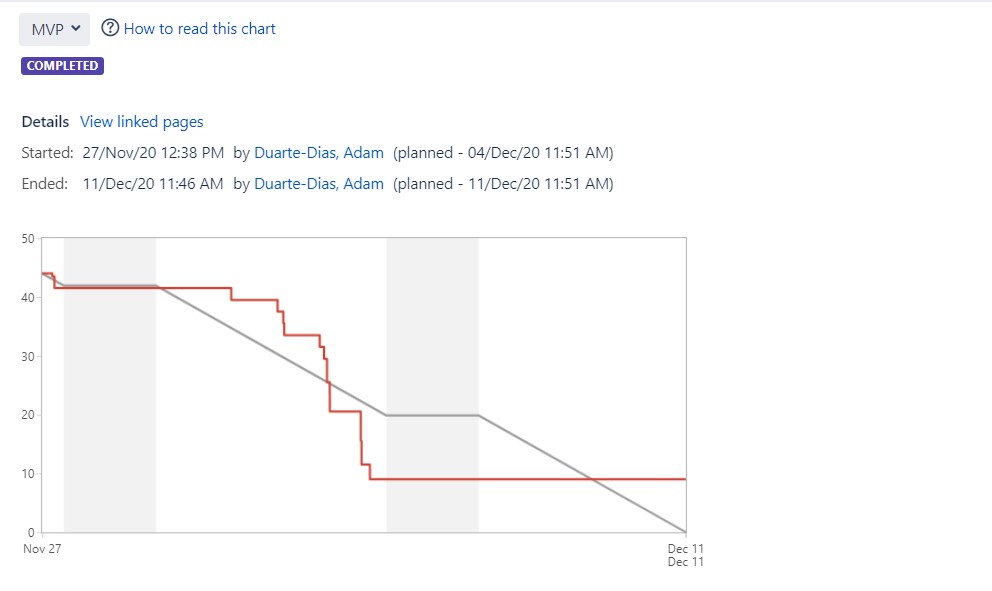 MVP How to read this chart
COMPLETED
Details View linked pages
Started: 27/Nov/20 12:38 PM by Duarte-Dias, Adam (planned - 04/Dec/20 11:51 AM)
Ended: 11/Dec/20 11:46 AM by Duarte-Dias, Adam (planned - 11/Dec/20 11:51 AM)
50
40
30
20
10
0
Nov 27 Dec 11
Dec 11